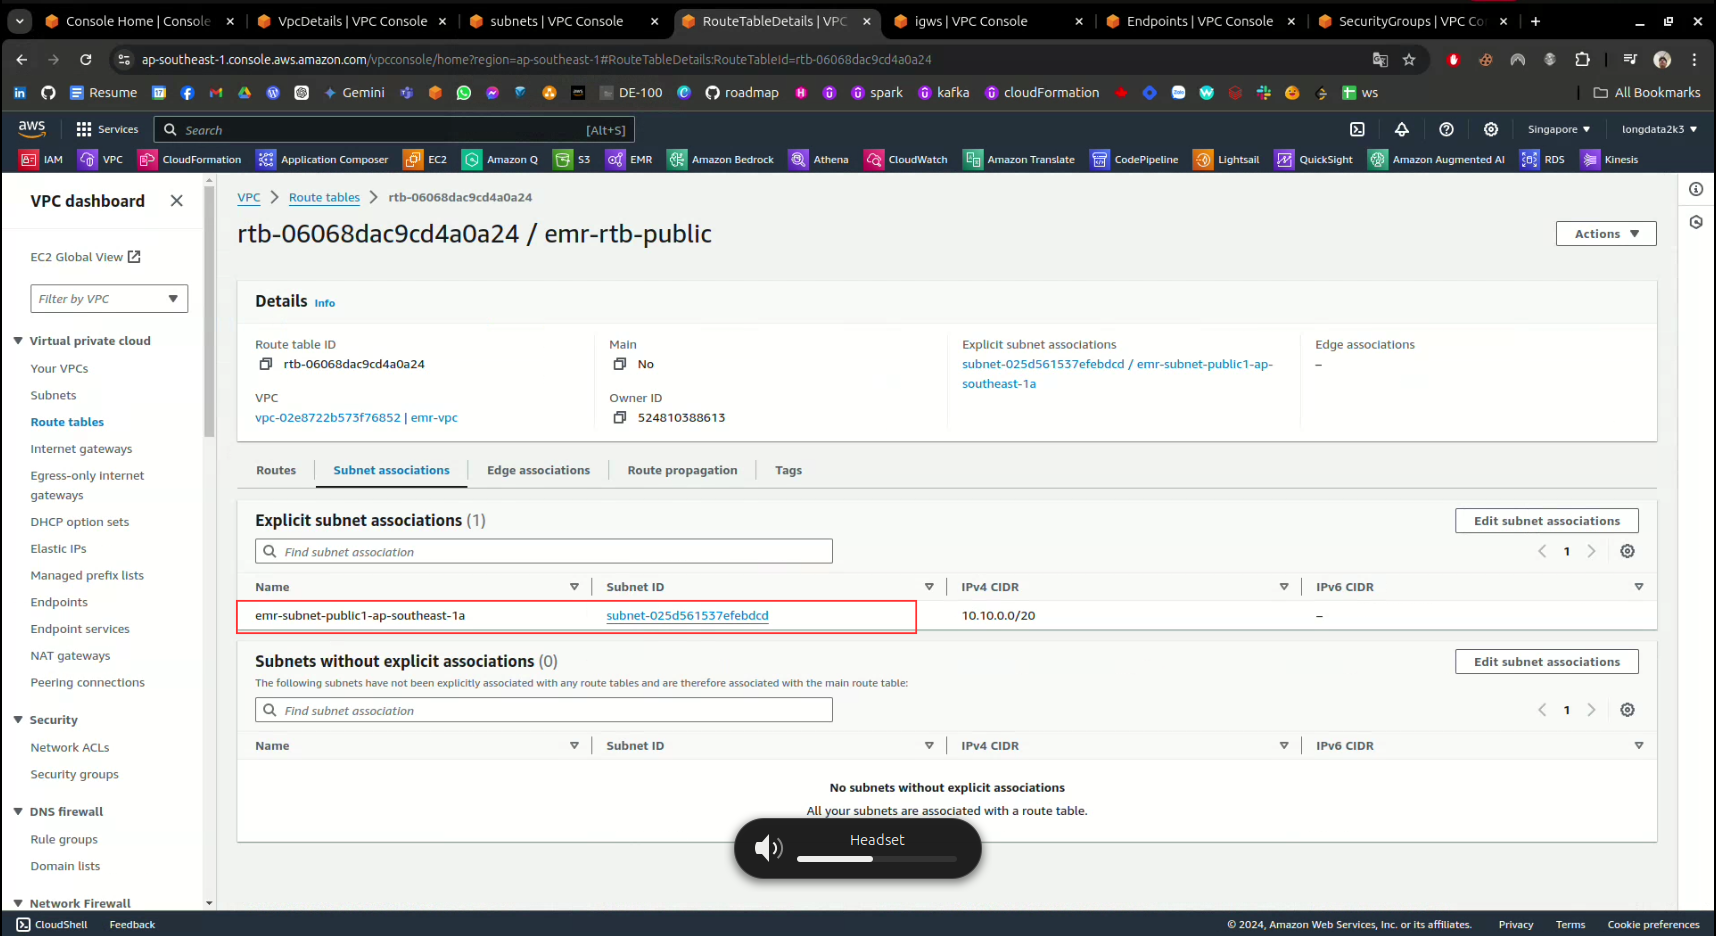 Console Home | Console
VpcDetails | VPC Console
subnets | VPC Console
RouteTableDetails | VPC
igws | VPC Console
Endpoints | VPC Console
SecurityGroups | VPC Co
ap-southeast-1.console.aws.amazon.com/vpcconsole/home?region=ap-southeast-1#RouteTableDetails:RouteTableId=rtb-06068dac9cd4a0a24
Resume
Gemini
DE-100
roadmap
spark
kafka
cloudFormation
ws
All Bookmarks
aws
Services
Search
[Alt+S]
Singapore
longdata2k3
IAM
VPC
CloudFormation
Application Composer
EC2
Amazon Q
S3
EMR
Amazon Bedrock
Athena
CloudWatch
Amazon Translate
CodePipeline
Lightsail
QuickSight
Amazon Augmented AI
RDS
Kinesis
VPC dashboard
EC2 Global View
Filter by VPC
Virtual private cloud
Your VPCs
Subnets
Route tables
Internet gateways
Egress-only Internet
gateways
DHCP option sets
Elastic IPs
Managed prefix lists
Endpoints
Endpoint services
NAT gateways
Peering connections
Security
Network ACLs
Security groups
DNS firewall
Rule groups
Domain lists
Network Firewall
VPC
Route tables
rtb-06068dac9cd4a0a24
rtb-06068dac9cd4a0a24 / emr-rtb-public
Actions
Details Info
Route table ID
rtb-06068dac9cd4a0a24
VPC
vpc-02e8722b573f76852 | emr-vpc
Main
No
Owner ID
524810388613
Explicit subnet associations
subnet-025d561537efebdcd / emr-subnet-public1-ap-
southeast-1a
Edge associations
–
Routes
Subnet associations
Edge associations
Route propagation
Tags
Explicit subnet associations (1)
Edit subnet associations
Find subnet association
1
Name
Subnet ID
IPv4 CIDR
IPv6 CIDR
emr-subnet-public1-ap-southeast-1a
subnet-025d561537efebdcd
10.10.0.0/20
–
Subnets without explicit associations (0)
Edit subnet associations
The following subnets have not been explicitly associated with any route tables and are therefore associated with the main route table:
Find subnet association
1
Name
Subnet ID
IPv4 CIDR
IPv6 CIDR
No subnets without explicit associations
All your subnets are associated with a route table.
Headset
CloudShell
Feedback
© 2024, Amazon Web Services, Inc. or its affiliates.
Privacy
Terms
Cookie preferences